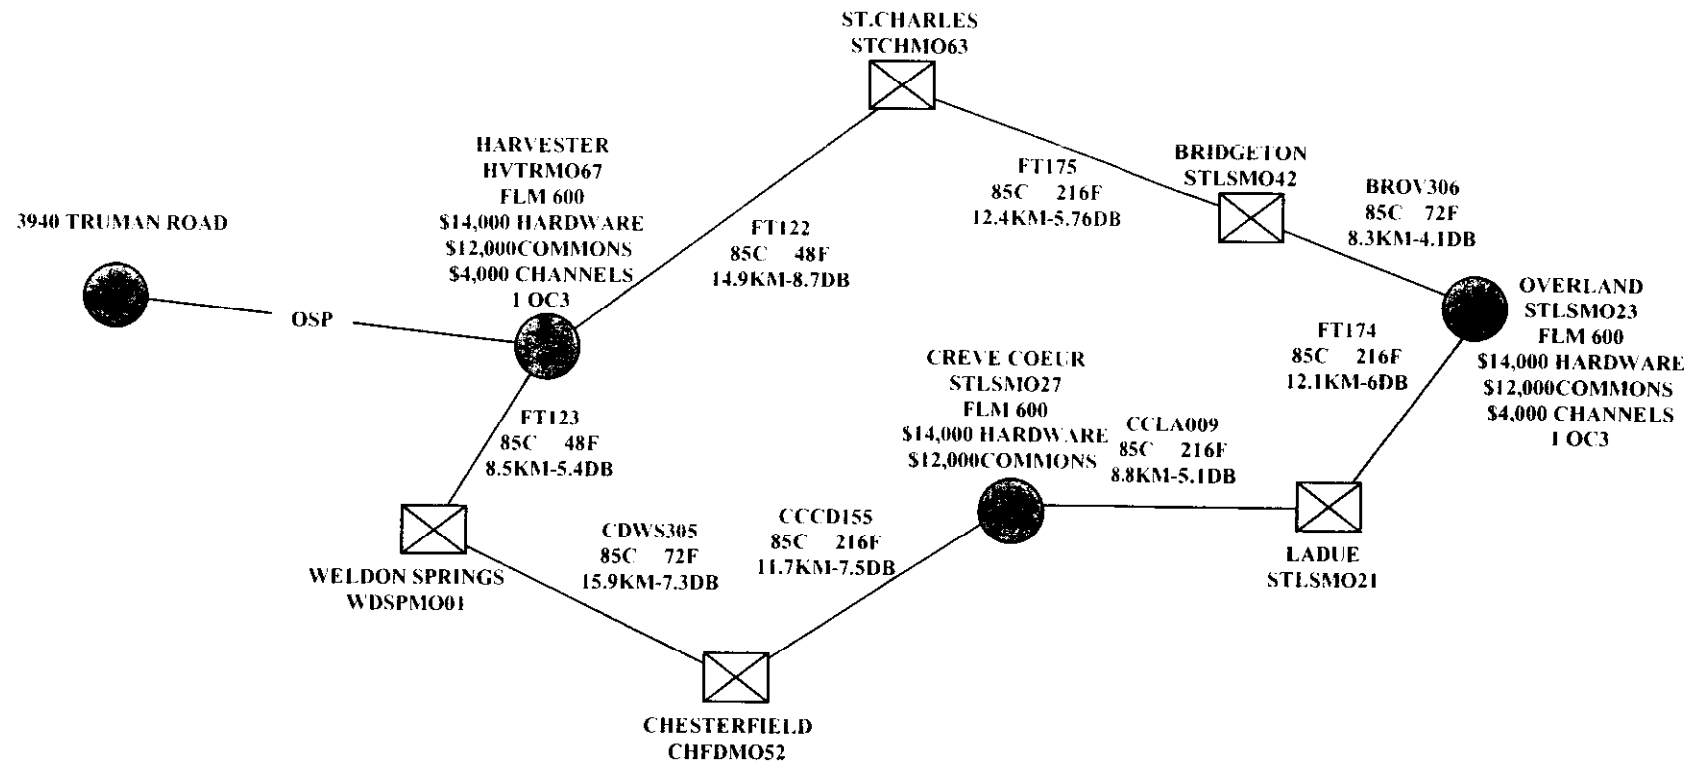 ST.CHARLES
STCHMO63
HARVESTER
HVTRMO67
FLM 600
$14,000 HARDWARE
$12,000COMMONS
$4,000 CHANNELS
1 OC3
3940 TRUMAN ROAD
OSP
FT122
85C 48F
14.9KM-8.7DB
FT175
85C 216F
12.4KM-5.76DB
BRIDGETON
STLSMO42
BROV306
85C 72F
8.3KM-4.1DB
OVERLAND
STLSMO23
FLM 600
$14,000 HARDWARE
$12,000COMMONS
$4,000 CHANNELS
1 OC3
FT174
85C 216F
12.1KM-6DB
CREVE COEUR
STLSMO27
FLM 600
$14,000 HARDWARE
$12,000COMMONS
CCLA009
85C 216F
8.8KM-5.1DB
FT123
85C 48F
8.5KM-5.4DB
CDWS305
85C 72F
15.9KM-7.3DB
CCCD155
85C 216F
11.7KM-7.5DB
WELDON SPRINGS
WDSPMO01
LADUE
STLSMO21
CHESTERFIELD
CHFDMO52